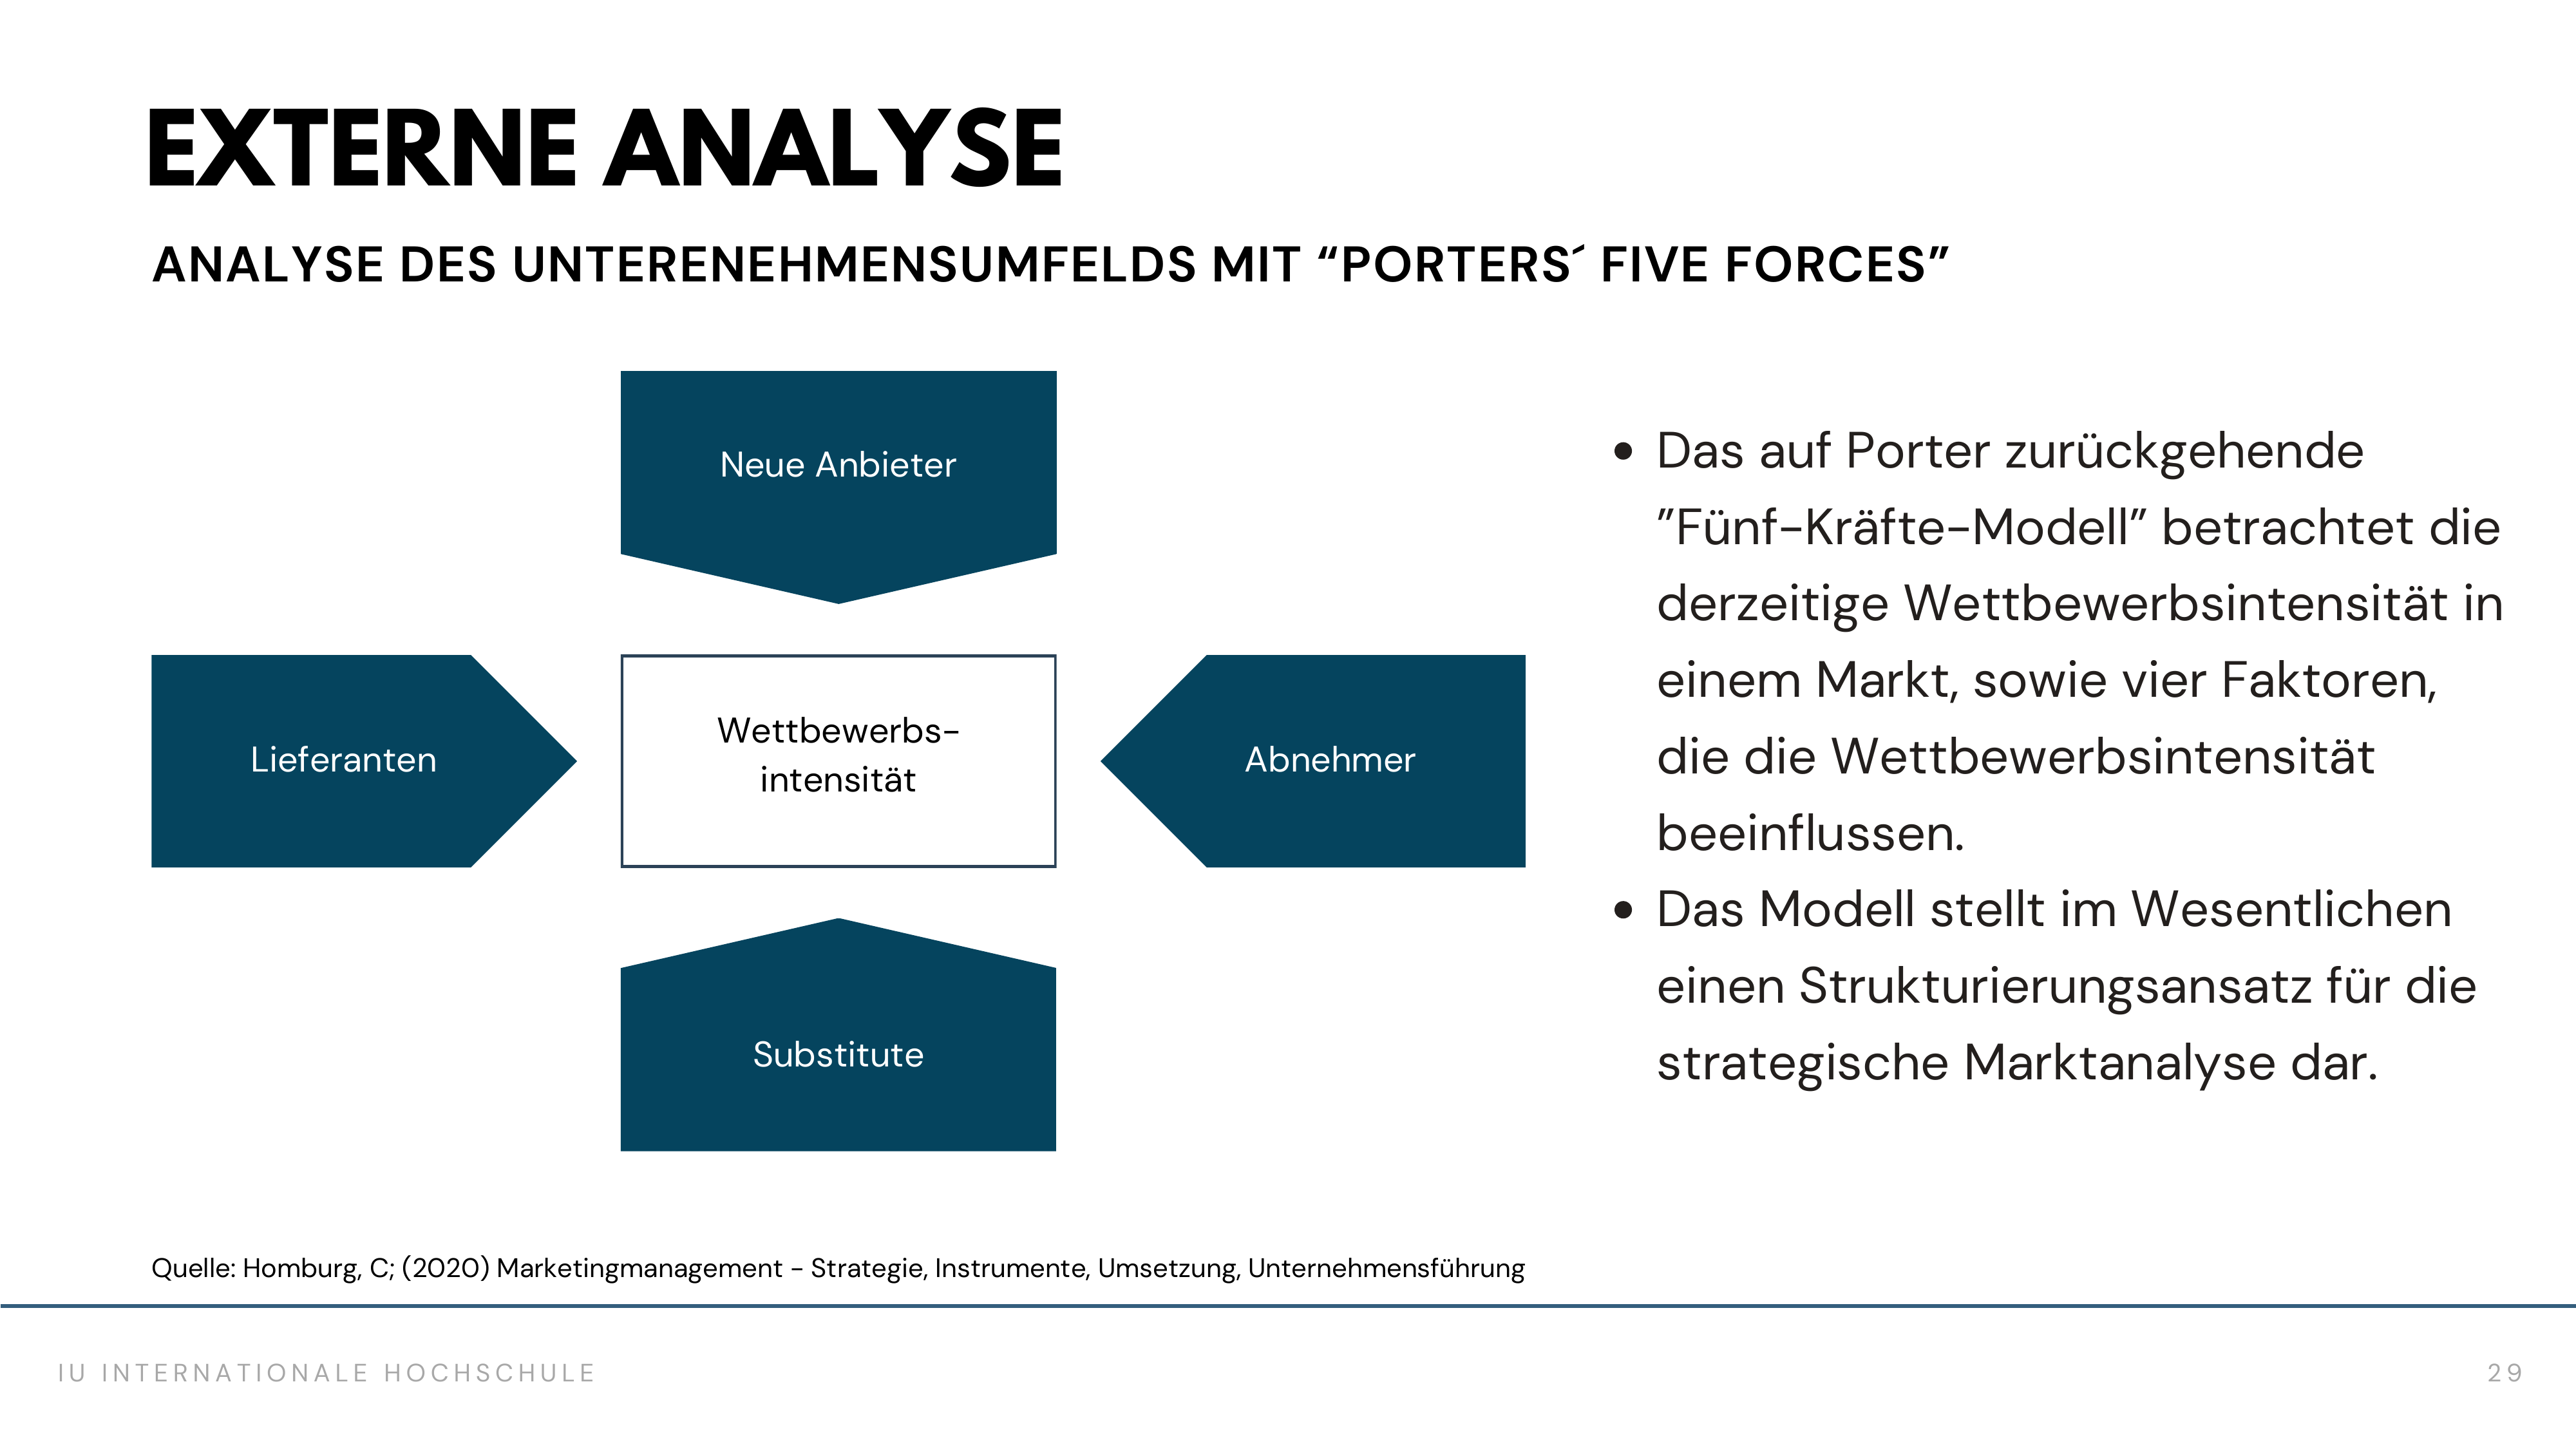 EXTERNE ANALYSE
ANALYSE DES UNTERENEHMENSUMFELDS MIT “PORTERS´ FIVE FORCES”
Neue Anbieter
Lieferanten
Wettbewerbs-
intensität
Abnehmer
Substitute
• Das auf Porter zurückgehende
”Fünf-Kräfte-Modell” betrachtet die
derzeitige Wettbewerbsintensität in
einem Markt, sowie vier Faktoren,
die die Wettbewerbsintensität
beeinflussen.
• Das Modell stellt im Wesentlichen
einen Strukturierungsansatz für die
strategische Marktanalyse dar.
Quelle: Homburg, C; (2020) Marketingmanagement - Strategie, Instrumente, Umsetzung, Unternehmensführung
IU INTERNATIONALE HOCHSCHULE
29